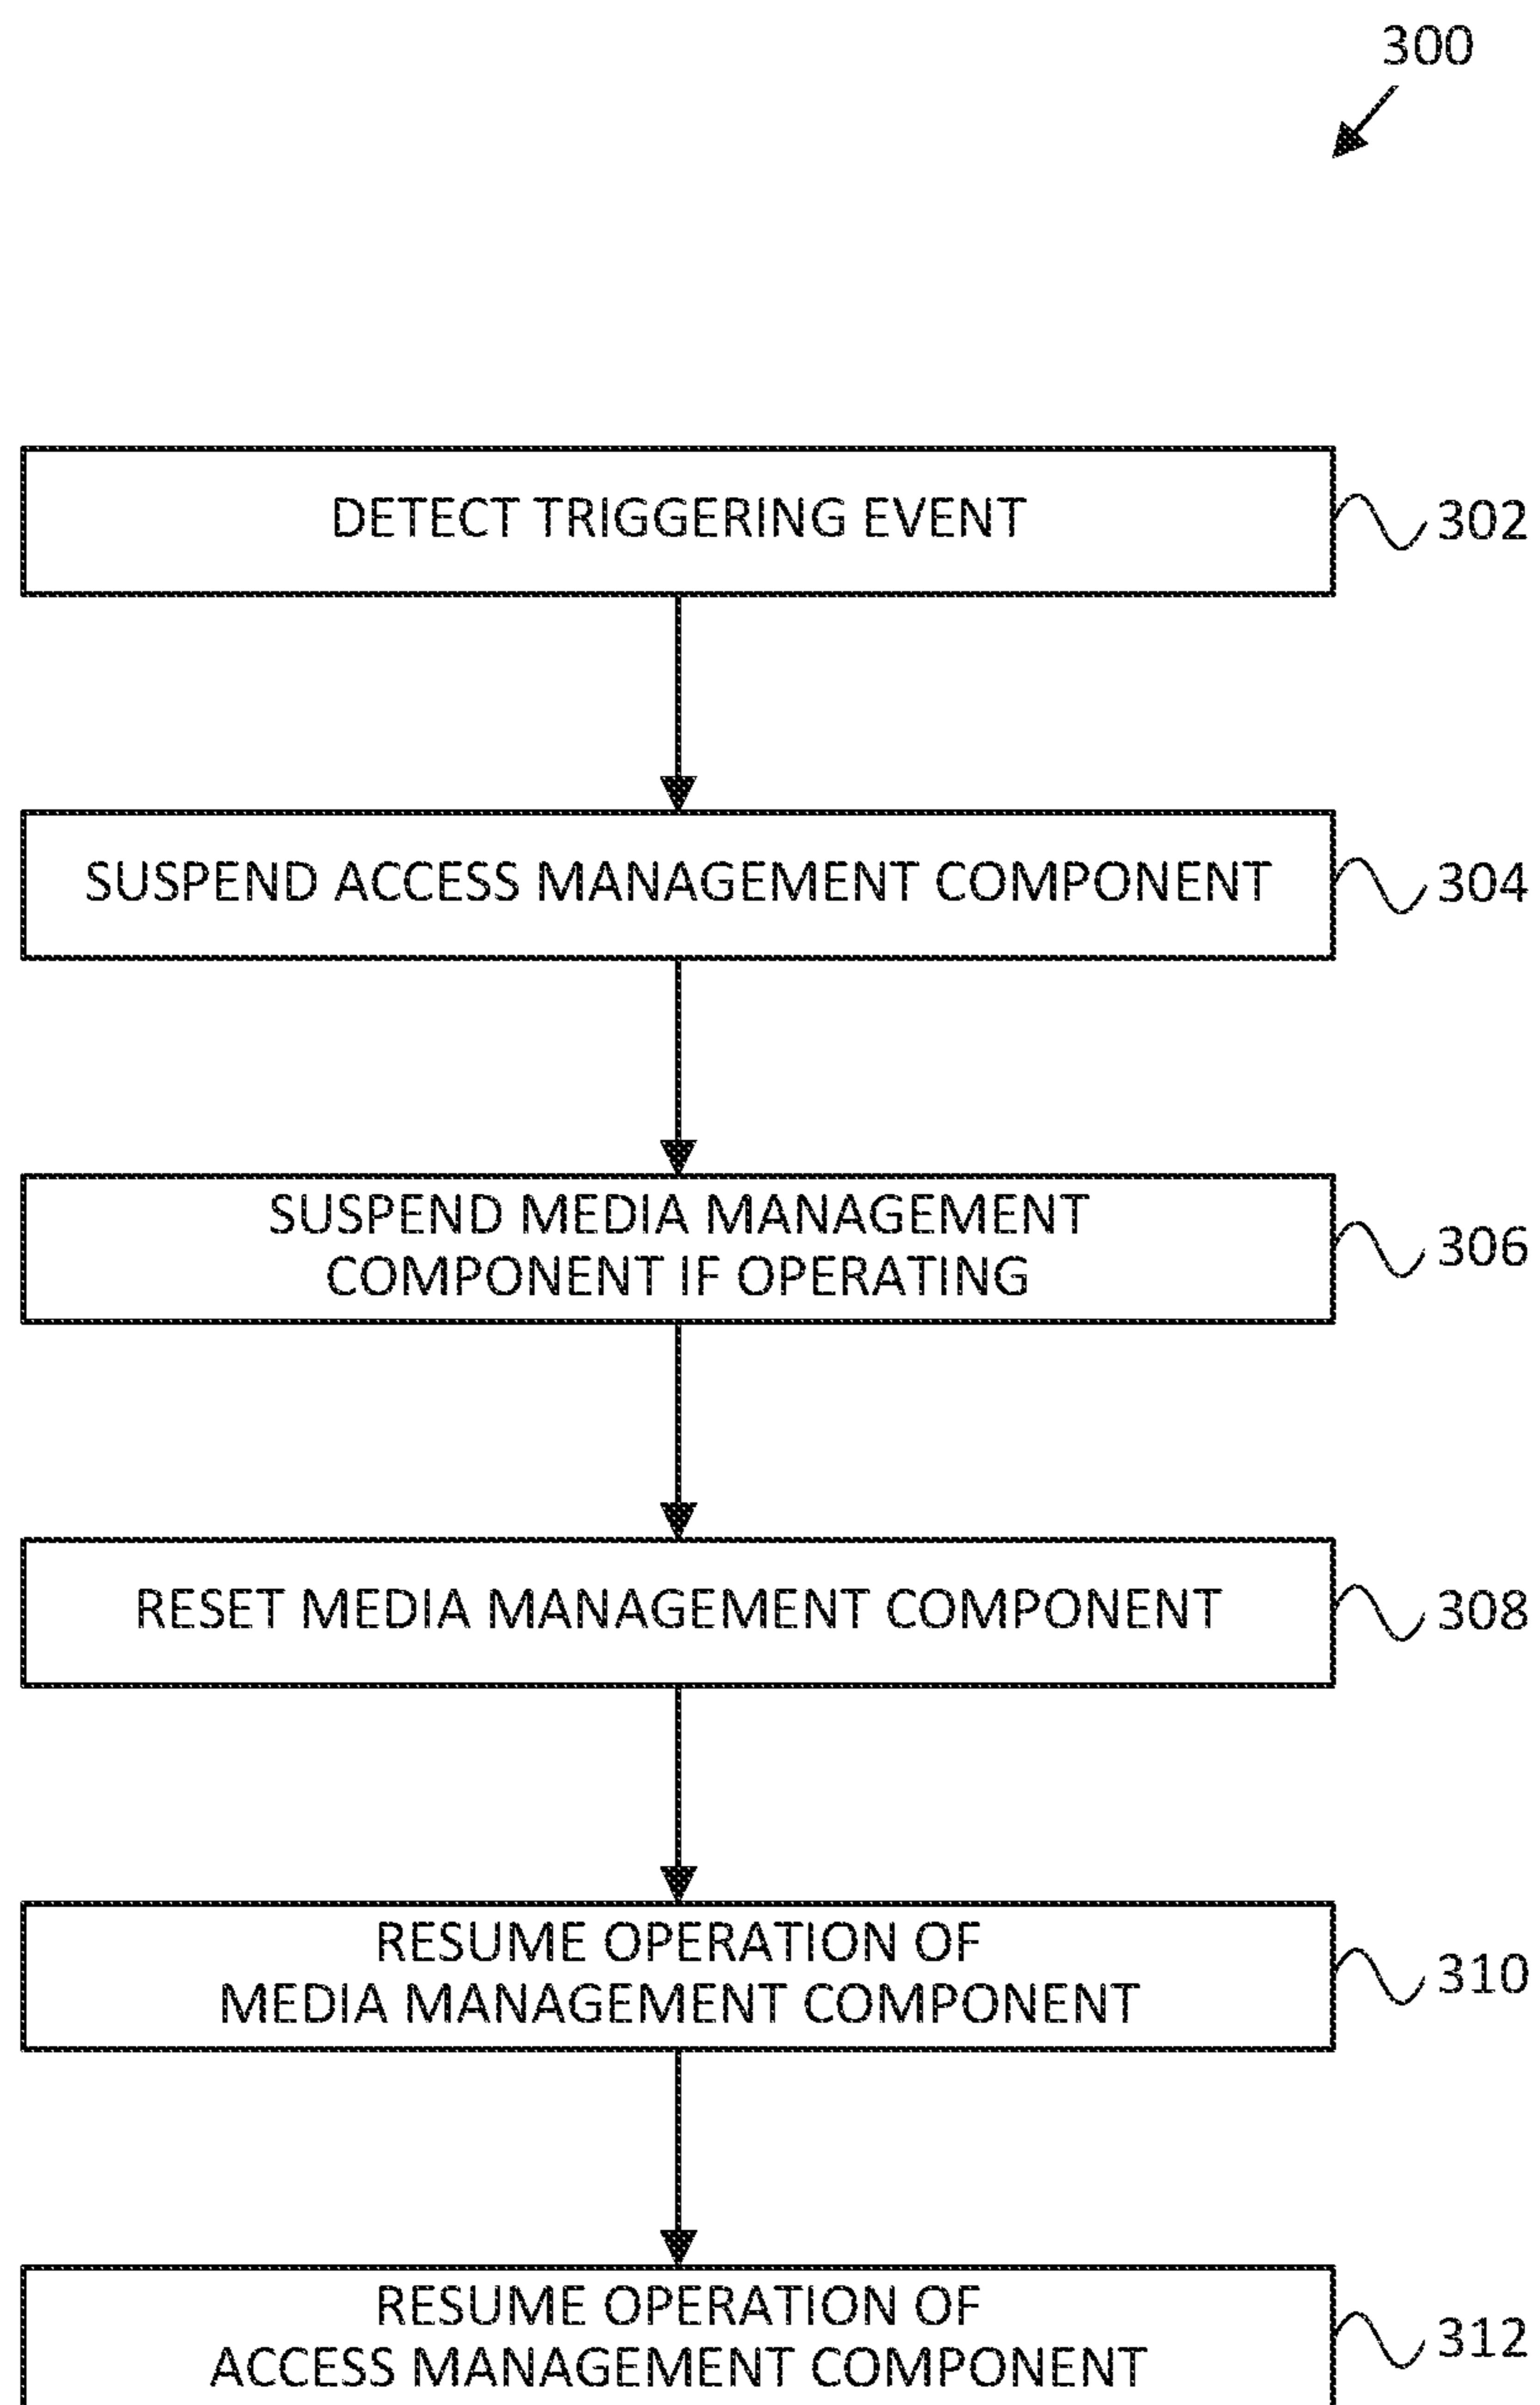 300
DETECT TRIGGERING EVENT
302
SUSPEND ACCESS MANAGEMENT COMPONENT
304
SUSPEND MEDIA MANAGEMENT
COMPONENT IF OPERATING
306
RESET MEDIA MANAGEMENT COMPONENT
308
RESUME OPERATION OF
MEDIA MANAGEMENT COMPONENT
310
RESUME OPERATION OF
ACCESS MANAGEMENT COMPONENT
312